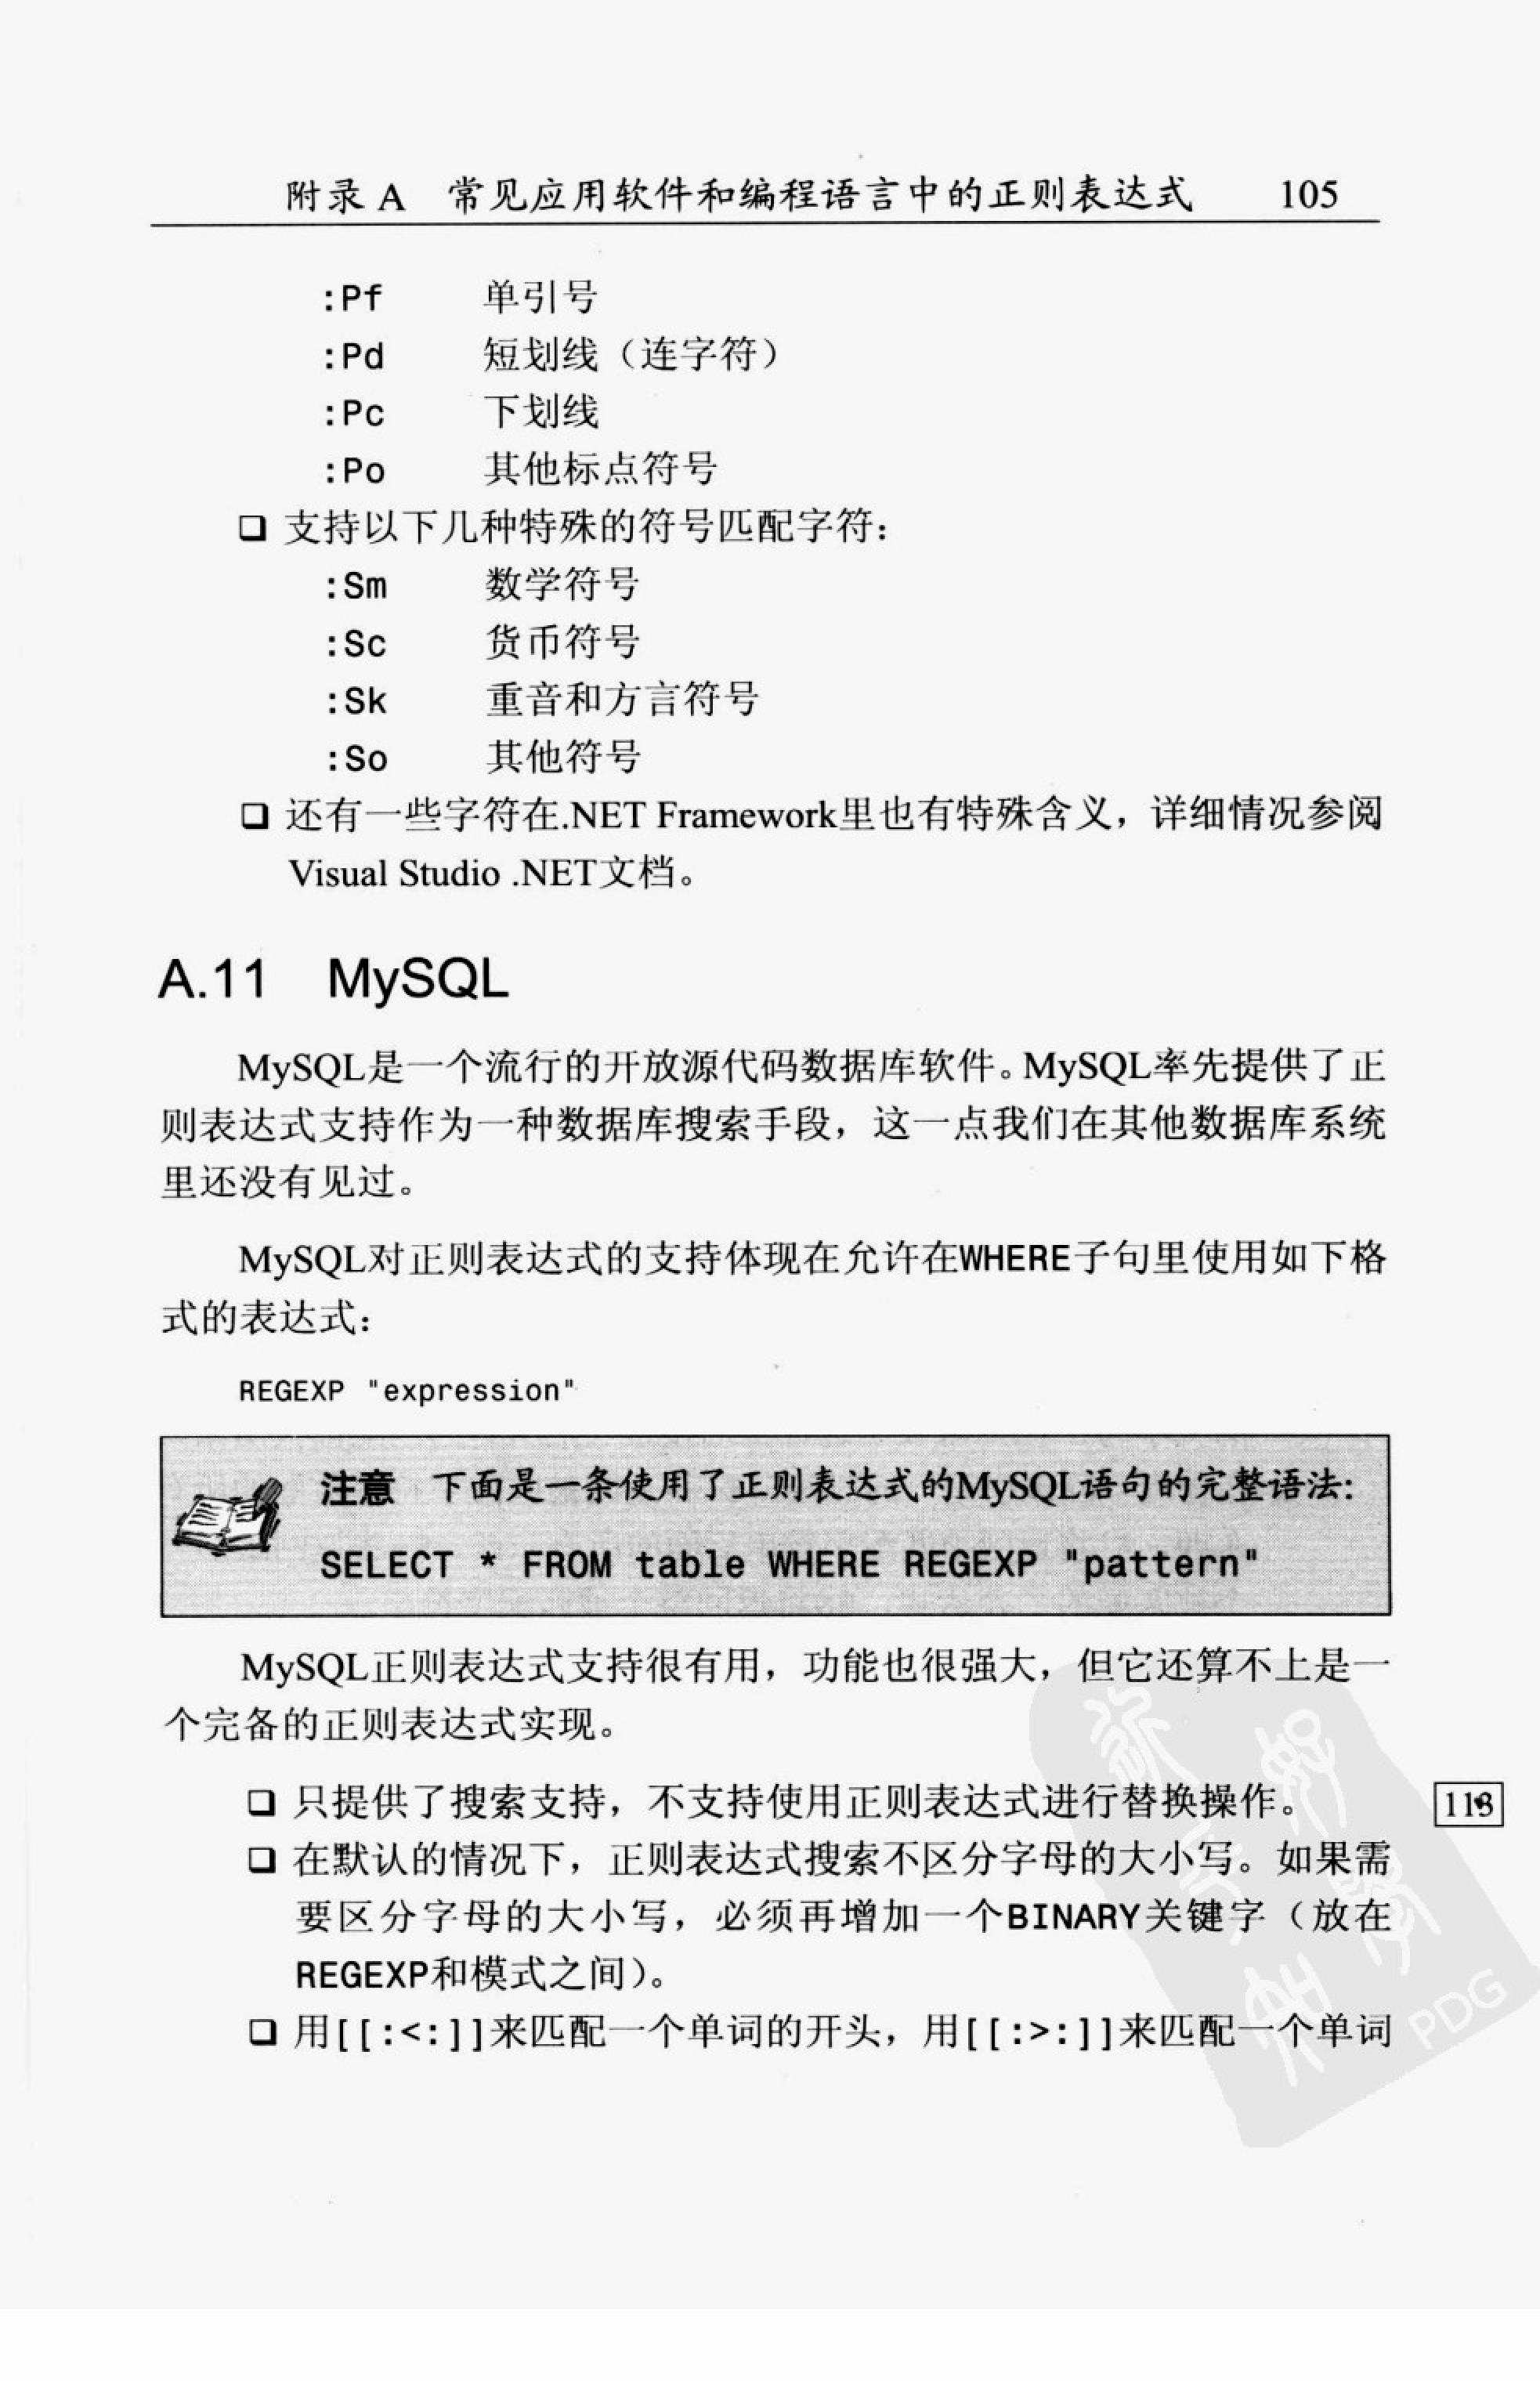 附录 A 常见应用软件和编程语言中的正则表达式 105
:Pf 单引号
:Pd 短划线（连字符）
:Pc 下划线
:Po 其他标点符号
❑ 支持以下几种特殊的符号匹配字符：
:Sm 数学符号
:Sc 货币符号
:Sk 重音和方言符号
:So 其他符号
❑ 还有一些字符在.NET Framework里也有特殊含义，详细情况参阅
Visual Studio .NET文档。
A.11 MySQL
MySQL是一个流行的开放源代码数据库软件。MySQL率先提供了正
则表达式支持作为一种数据库搜索手段，这一点我们在其他数据库系统
里还没有见过。
MySQL对正则表达式的支持体现在允许在WHERE子句里使用如下格
式的表达式：
REGEXP "expression"
注意 下面是一条使用了正则表达式的MySQL语句的完整语法:
SELECT * FROM table WHERE REGEXP "pattern"
MySQL正则表达式支持很有用，功能也很强大，但它还算不上是一
个完备的正则表达式实现。
❑ 只提供了搜索支持，不支持使用正则表达式进行替换操作。
113
❑ 在默认的情况下，正则表达式搜索不区分字母的大小写。如果需
要区分字母的大小写，必须再增加一个BINARY关键字（放在
REGEXP和模式之间）。
❑ 用[[:<:]]来匹配一个单词的开头，用[[:>:]]来匹配一个单词
PDG